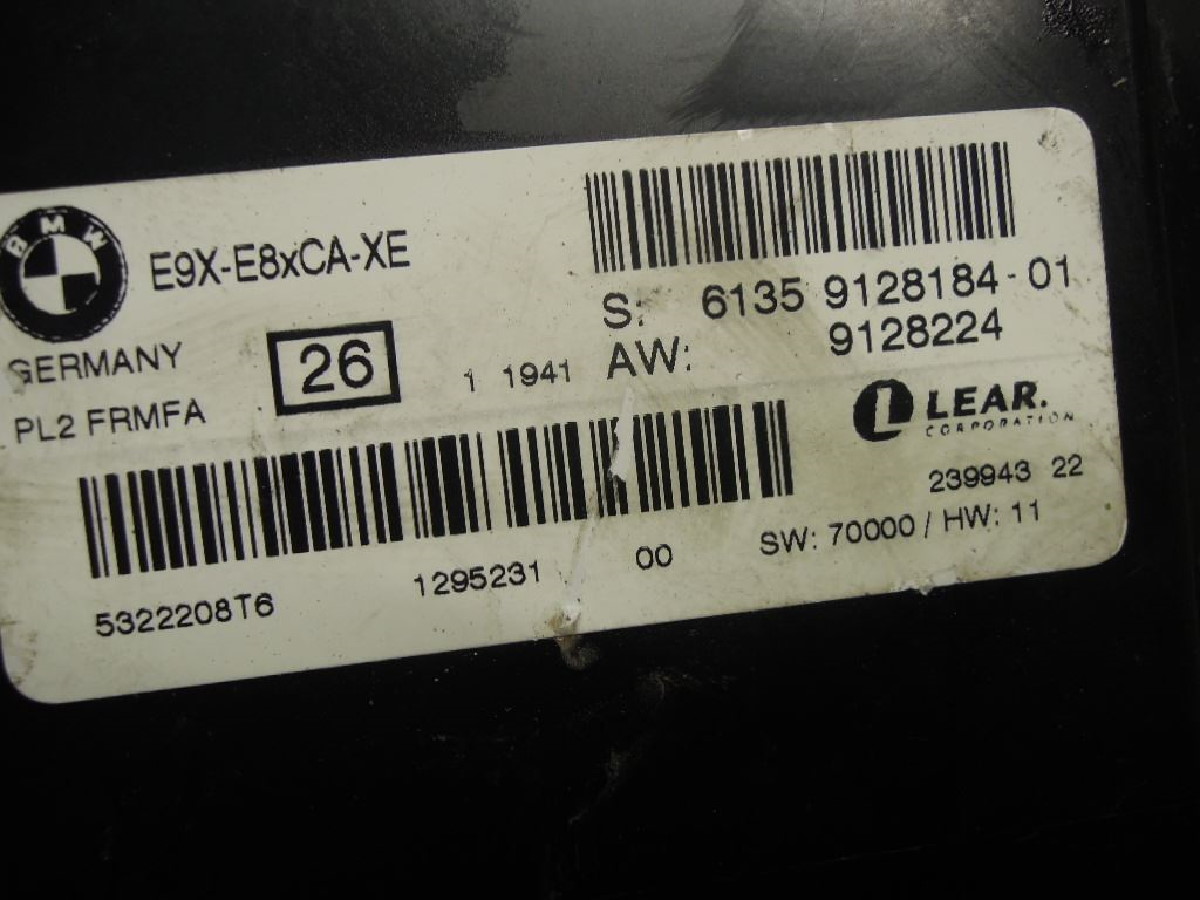 BMW
E9X-E8xCA-XE
S: 6135 9128184-01
AW: 9128224
GERMANY
26
1 1941
PL2 FRMFA
L LEAR.
CORPORATION
239943 22
SW: 70000 / HW: 11
5322208T6
1295231
00